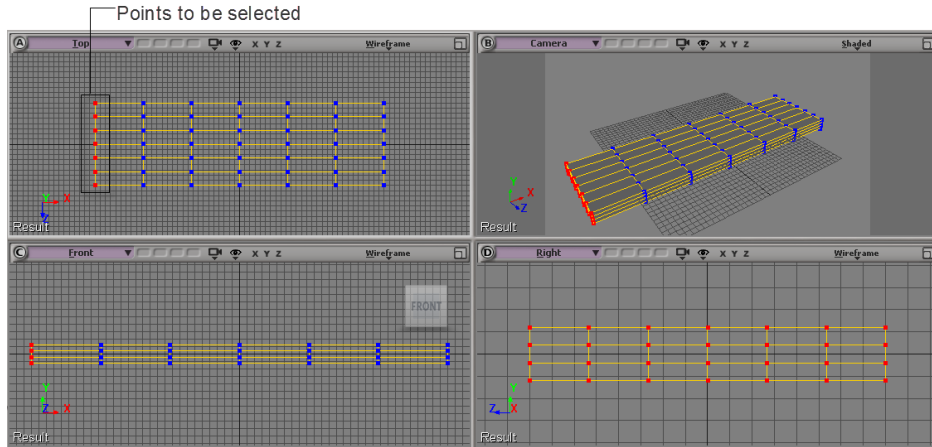 Points to be selected
A Top X Y Z Wireframe
B Camera X Y Z Shaded
Y X
Z
Result
Y X
Z
Result
C Front X Y Z Wireframe
D Right X Y Z Wireframe
FRONT
Y
Z X
Result
Y
Z X
Result